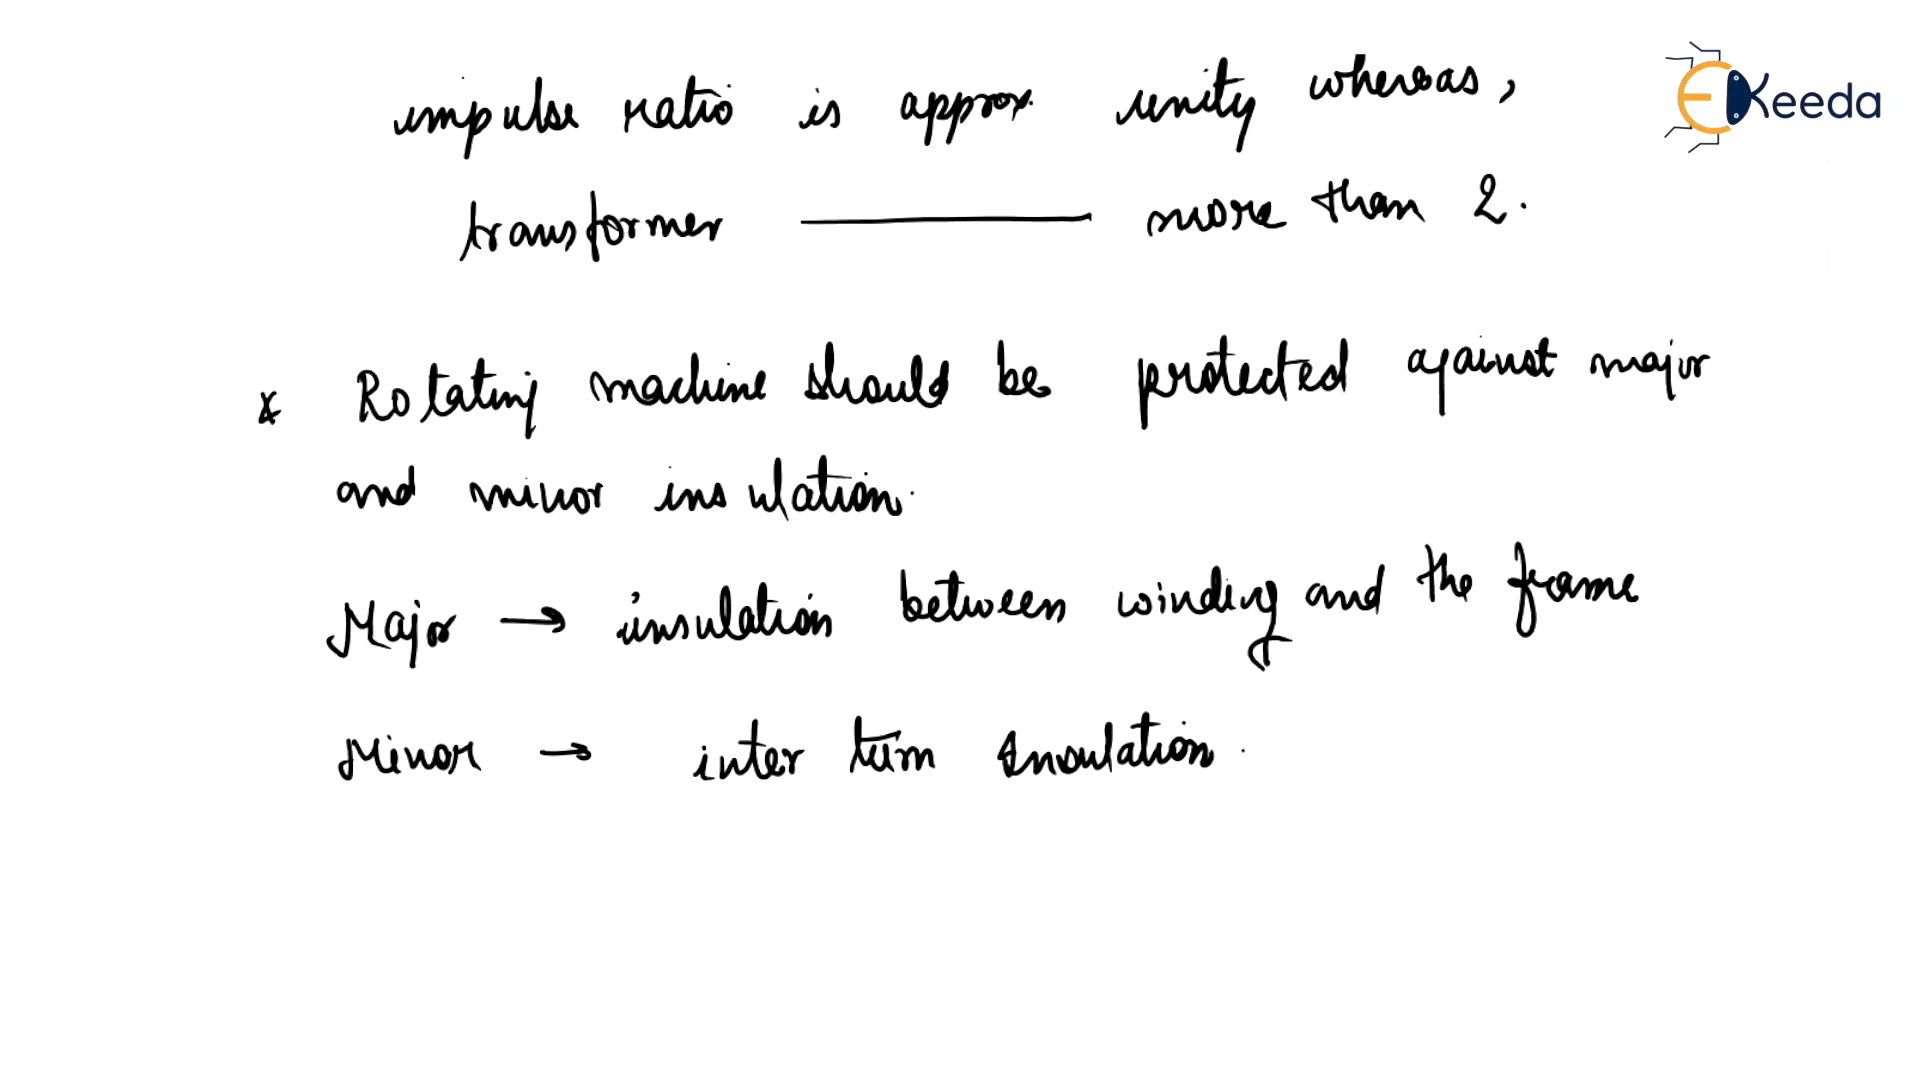 impulse ratio is approx unity whereas,
EKeeda
transformer ——— more than 2.
* Rotating machine should be protected against major
and minor insulation.
Major → insulation between winding and the frame
Minor → inter turn insulation.